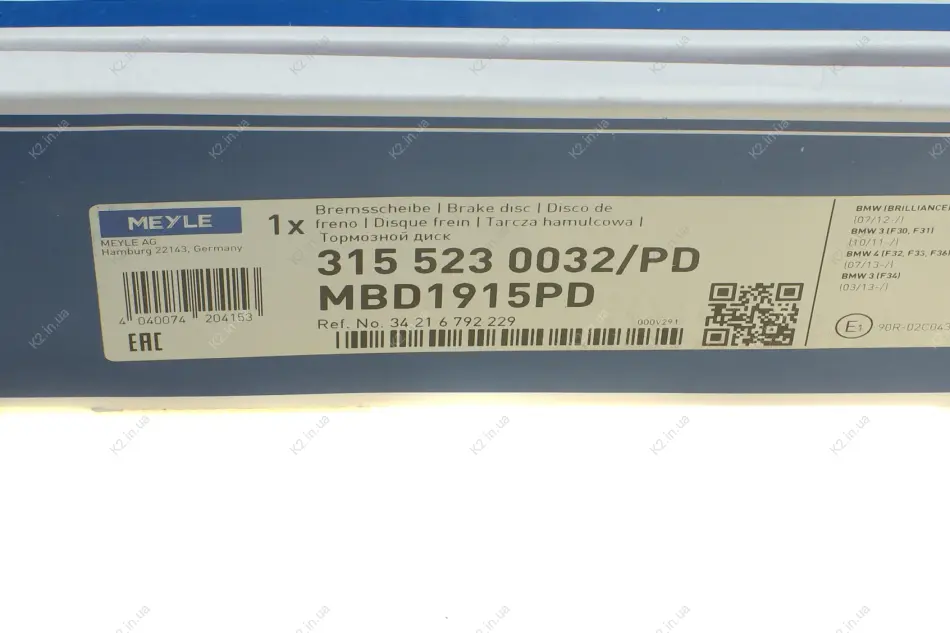 MEYLE
MEYLE AG
Hamburg 22143, Germany
4 040074 204153
EAC
1x
Bremsscheibe | Brake disc | Disco de
freno | Disque frein | Tarcza hamulcowa |
Тормозной диск
315 523 0032/PD
MBD1915PD
Ref. No. 34 21 6 792 229
000V291
BMW (BRILLIANCE
(07/12-/)
BMW 3 (F30, F31)
(10/11-/)
BMW 4 (F32, F33, F36)
(07/13-/)
BMW 3 (F34)
(03/13-/)
E1 90R-02C043
K2.in.ua